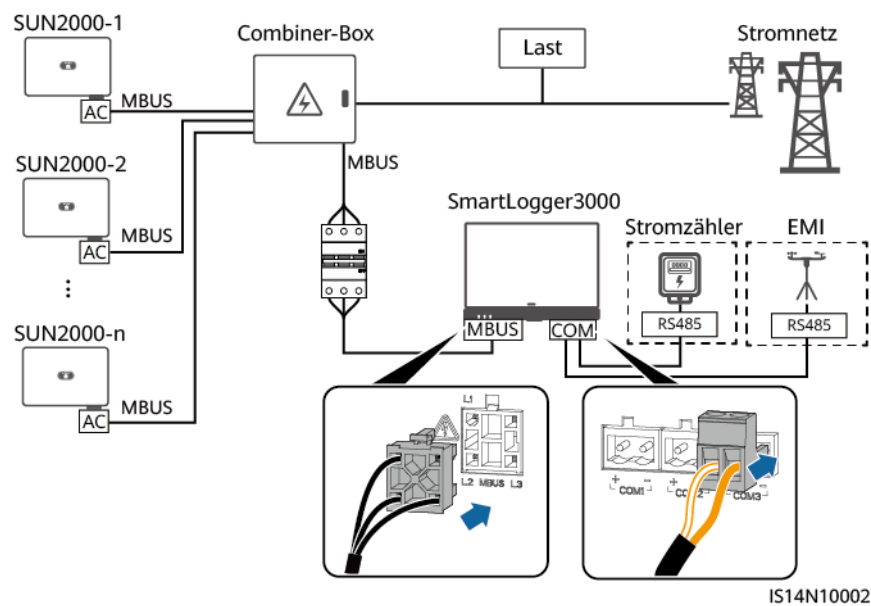 SUN2000-1
Combiner-Box
Last
Stromnetz
AC
MBUS
SUN2000-2
MBUS
AC
MBUS
SmartLogger3000
Stromzähler
EMI
SUN2000-n
MBUS
COM
RS485
RS485
AC
MBUS
L1
L2 MBUS L3
+ - + + -
COM1 COM2 COM3
IS14N10002